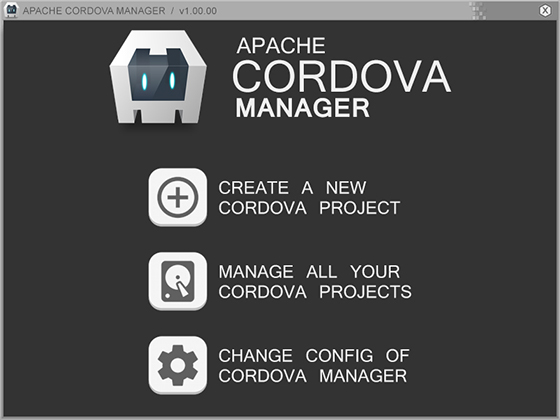 APACHE CORDOVA MANAGER / v1.00.00
APACHE
CORDOVA
MANAGER
CREATE A NEW
CORDOVA PROJECT
MANAGE ALL YOUR
CORDOVA PROJECTS
CHANGE CONFIG OF
CORDOVA MANAGER